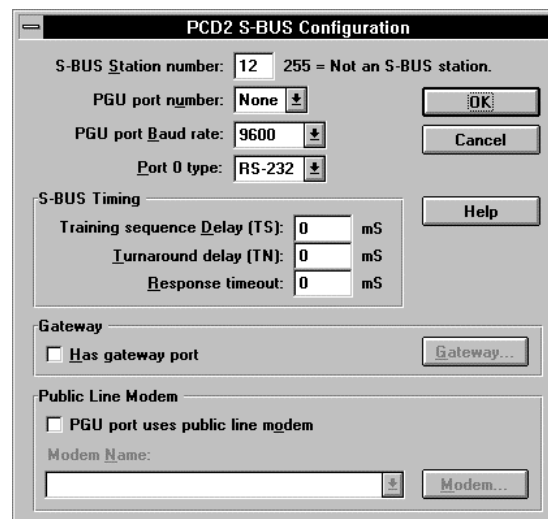 PCD2 S-BUS Configuration
S-BUS Station number: 12 255 = Not an S-BUS station.
PGU port number: None
OK
PGU port Baud rate: 9600
Cancel
Port 0 type: RS-232
S-BUS Timing
Help
Training sequence Delay (TS): 0 mS
Turnaround delay (TN): 0 mS
Response timeout: 0 mS
Gateway
Has gateway port
Gateway...
Public Line Modem
PGU port uses public line modem
Modem Name:
Modem...